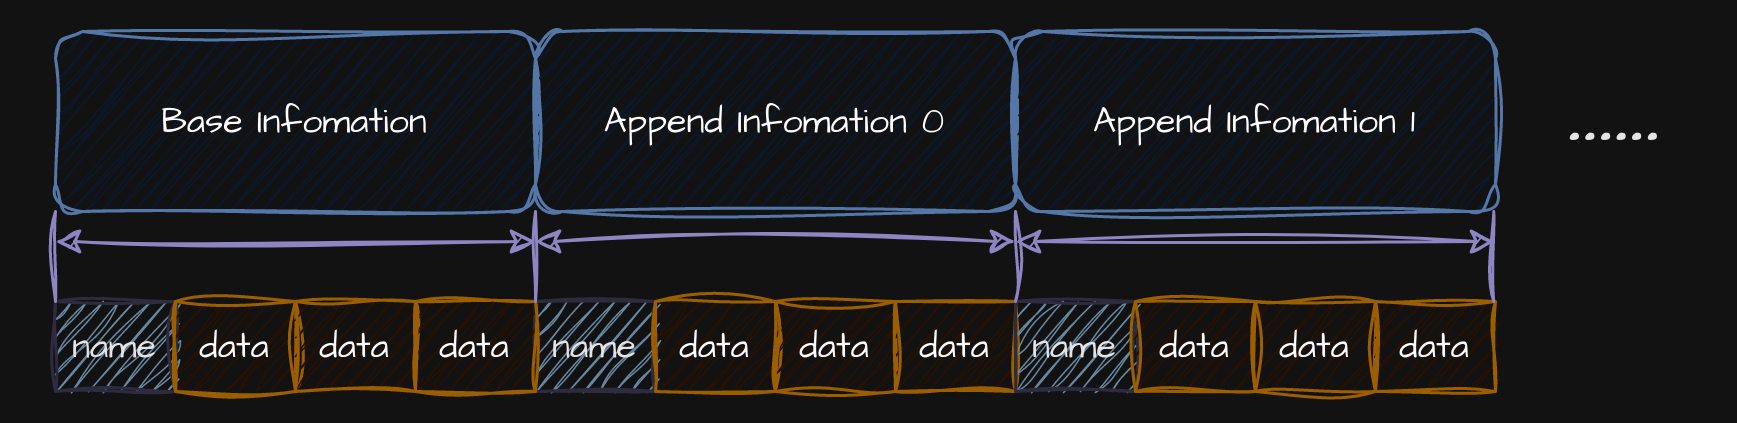 Base Infomation
Append Infomation 0
Append Infomation 1
......
name data data data name data data data name data data data